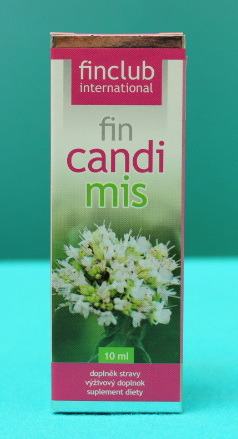 finclub
international
fin
candi
mis
10 ml
doplněk stravy
výživový doplnok
suplement diety